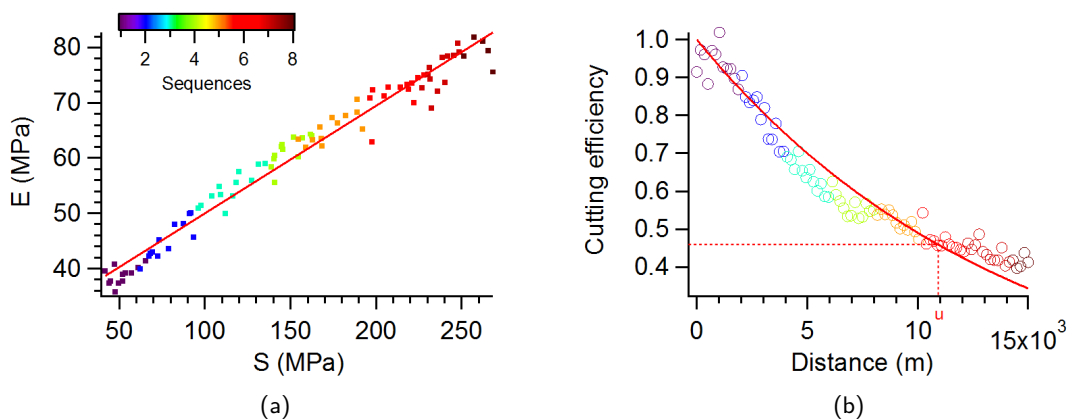 2 4 6 8
Sequences
80
70
60
50
40
E (MPa)
50 100 150 200 250
S (MPa)
(a)
1.0
0.9
0.8
0.7
0.6
0.5
0.4
Cutting efficiency
u
0 5 10 15x10³
Distance (m)
(b)